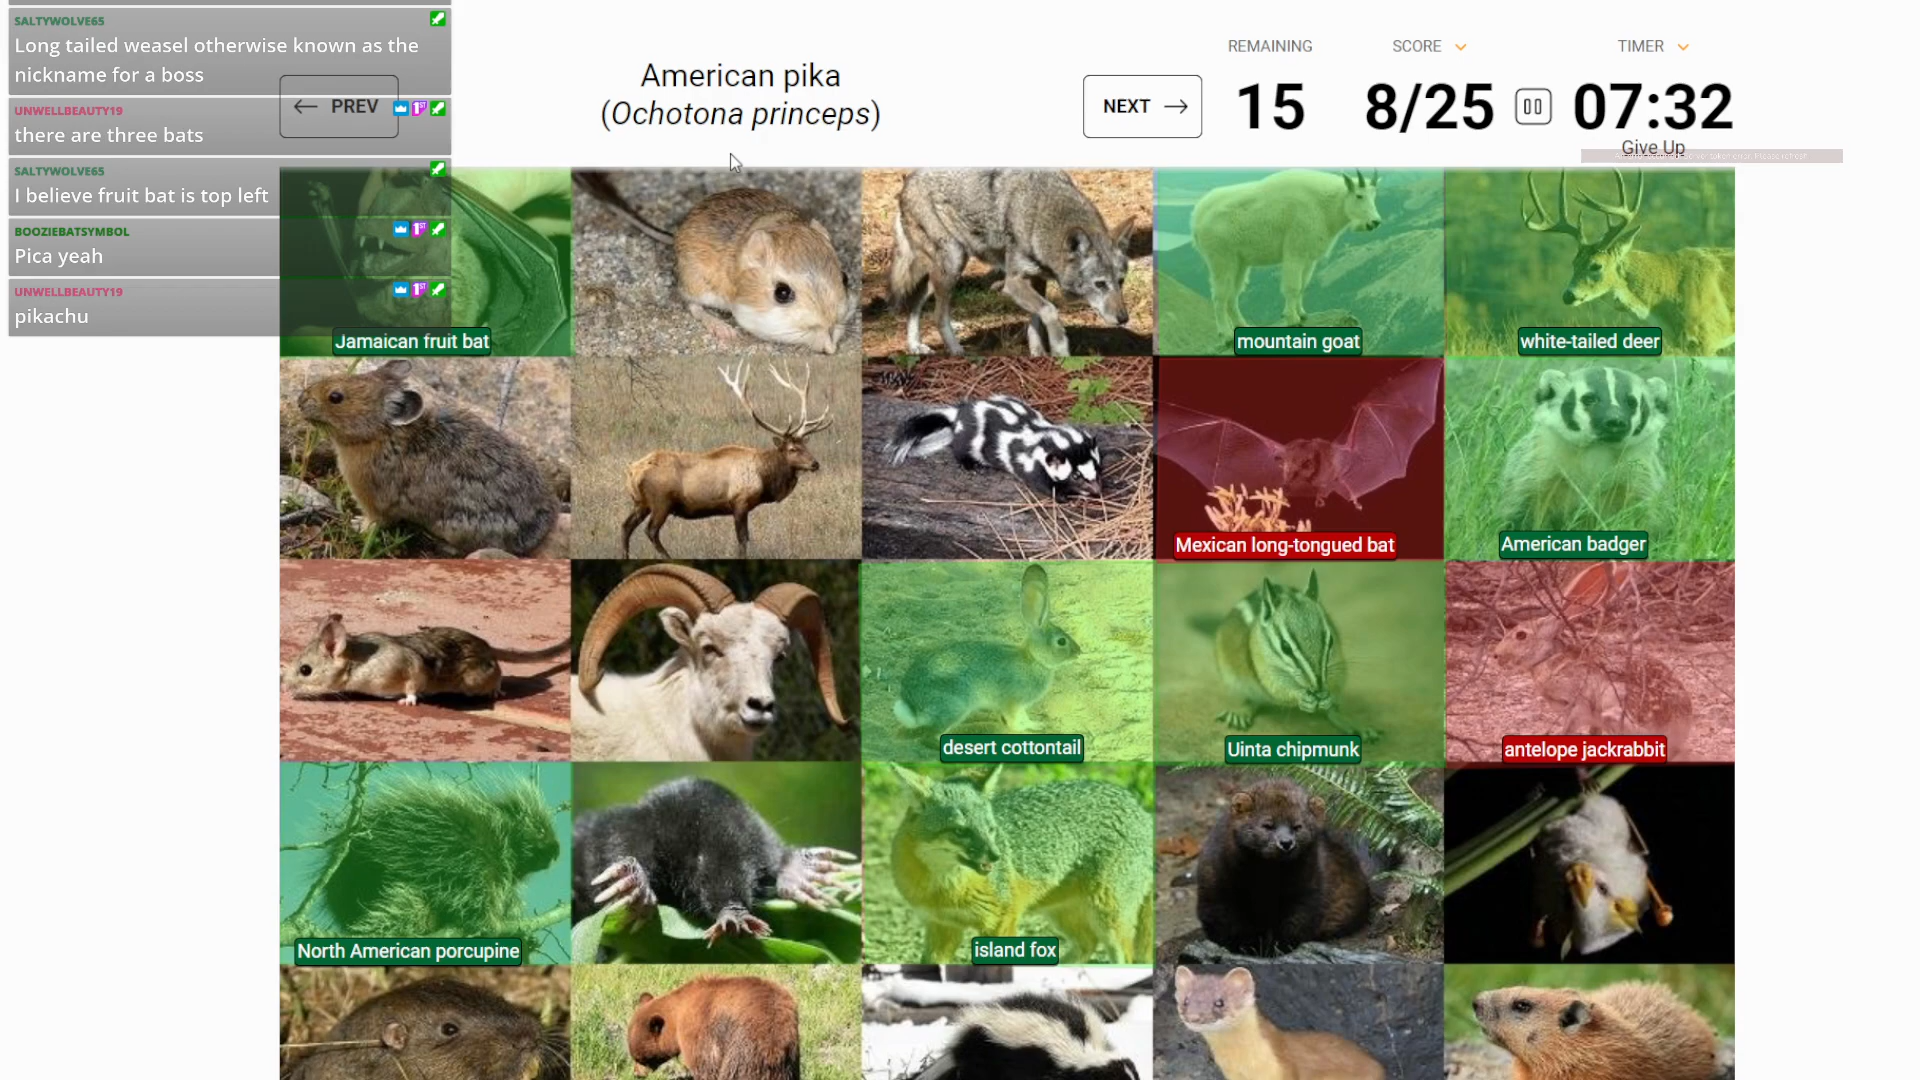 SALTYWOLVE65
Long tailed weasel otherwise known as the
nickname for a boss
UNWELLBEAUTY19
there are three bats
SALTYWOLVE65
I believe fruit bat is top left
BOOZIEBATSYMBOL
Pica yeah
UNWELLBEAUTY19
pikachu
← PREV
American pika
(Ochotona princeps)
NEXT →
REMAINING
15
SCORE
8/25
TIMER
07:32
Give Up
Jamaican fruit bat
mountain goat
white-tailed deer
Mexican long-tongued bat
American badger
desert cottontail
Uinta chipmunk
antelope jackrabbit
North American porcupine
island fox